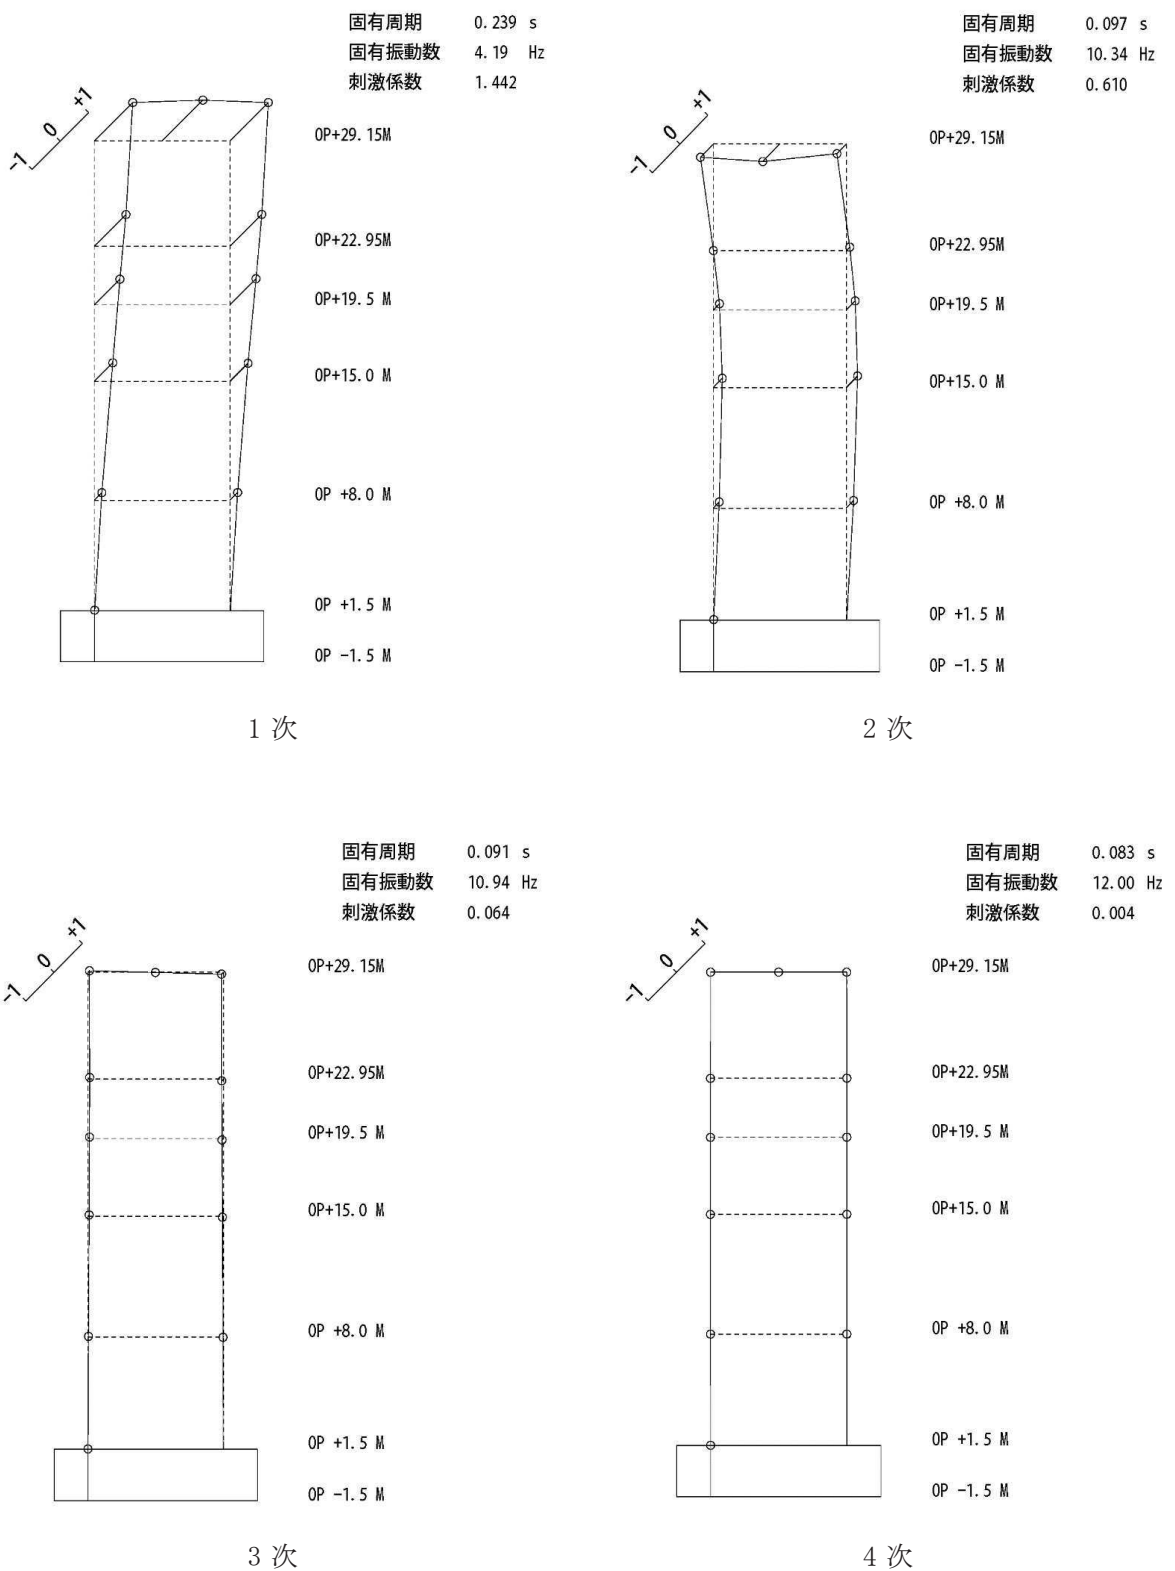 固有周期 0.239 s
固有振動数 4.19 Hz
刺激係数 1.442
+1
0
-1
OP+29.15M
OP+22.95M
OP+19.5 M
OP+15.0 M
OP +8.0 M
OP +1.5 M
OP -1.5 M
1次
固有周期 0.097 s
固有振動数 10.34 Hz
刺激係数 0.610
+1
0
-1
OP+29.15M
OP+22.95M
OP+19.5 M
OP+15.0 M
OP +8.0 M
OP +1.5 M
OP -1.5 M
2次
固有周期 0.091 s
固有振動数 10.94 Hz
刺激係数 0.064
+1
0
-1
OP+29.15M
OP+22.95M
OP+19.5 M
OP+15.0 M
OP +8.0 M
OP +1.5 M
OP -1.5 M
3次
固有周期 0.083 s
固有振動数 12.00 Hz
刺激係数 0.004
+1
0
-1
OP+29.15M
OP+22.95M
OP+19.5 M
OP+15.0 M
OP +8.0 M
OP +1.5 M
OP -1.5 M
4次